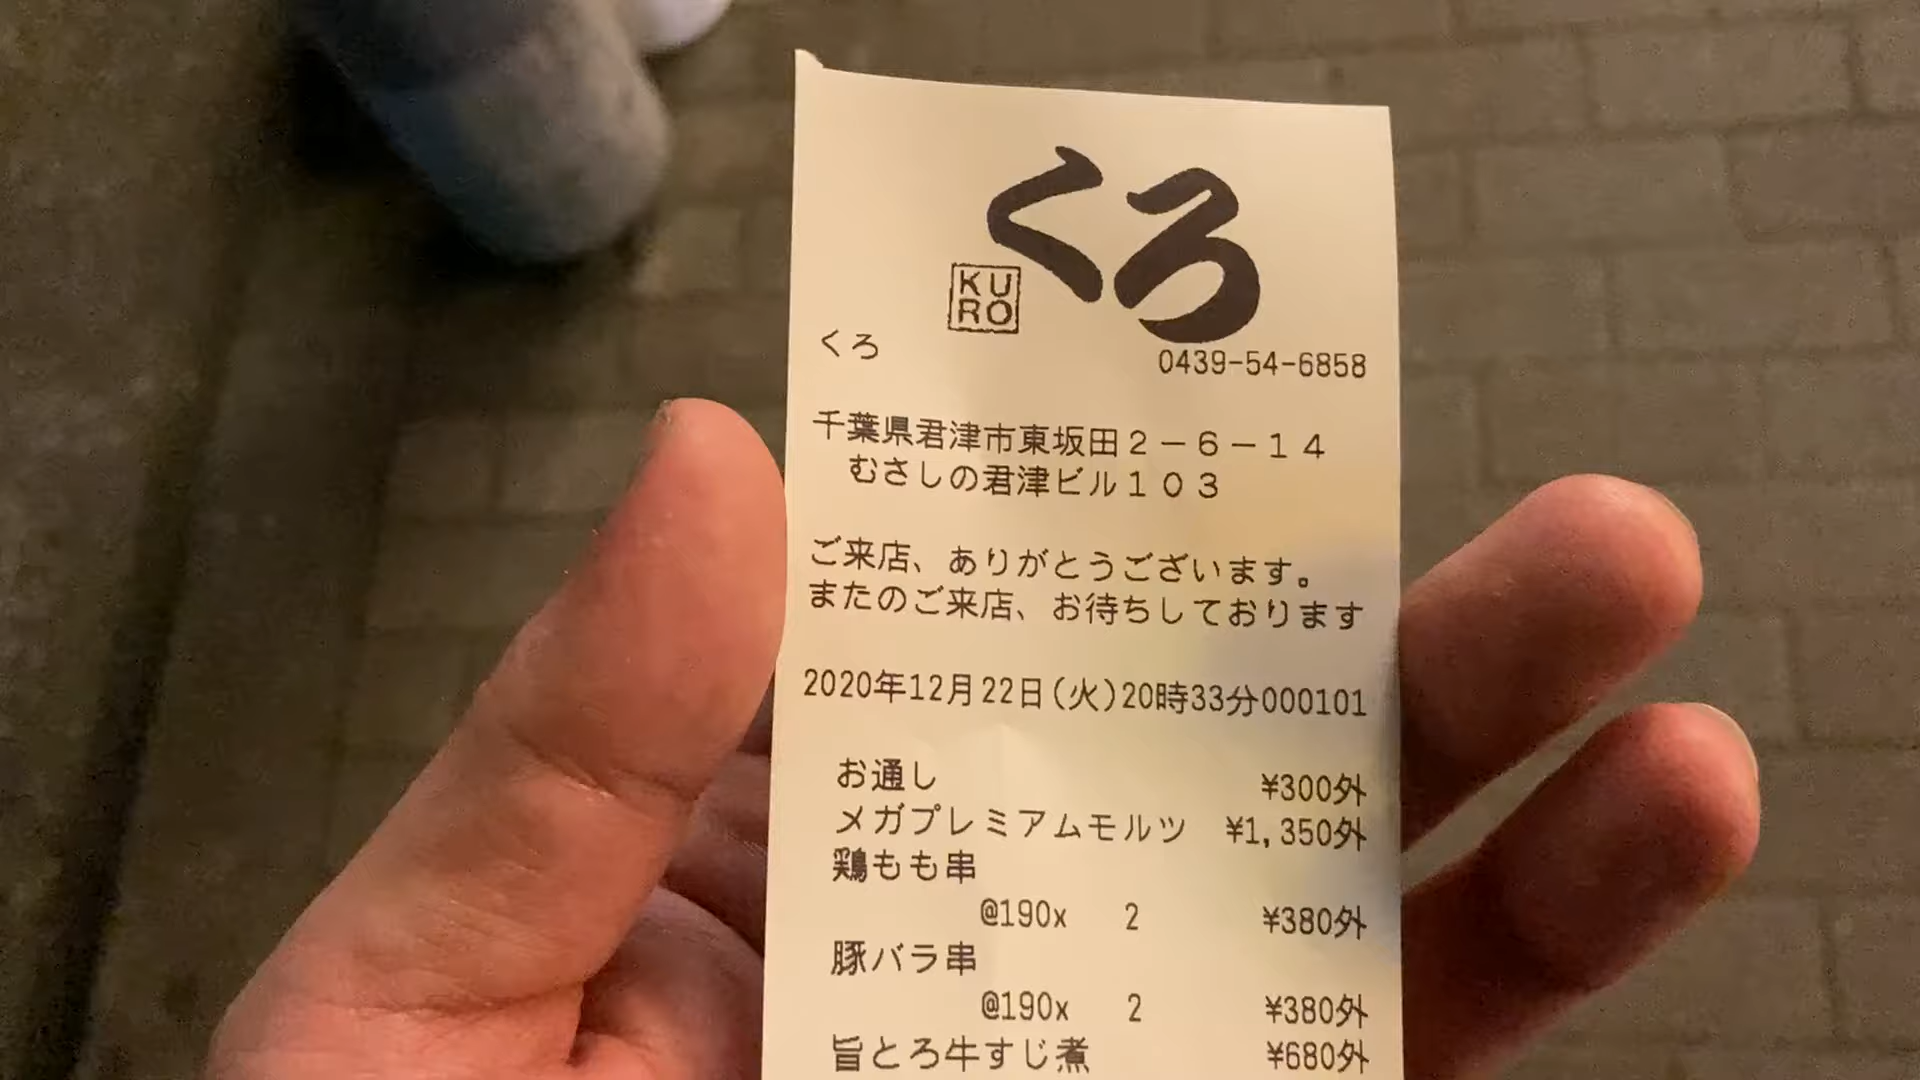 くろ
KU
RO
くろ 0439-54-6858
千葉県君津市東坂田２－６－１４
むさしの君津ビル１０３
ご来店、ありがとうございます。
またのご来店、お待ちしております
2020年12月22日(火)20時33分000101
お通し ¥300外
メガプレミアムモルツ ¥1,350外
鶏もも串
@190x 2 ¥380外
豚バラ串
@190x 2 ¥380外
旨とろ牛すじ煮 ¥680外